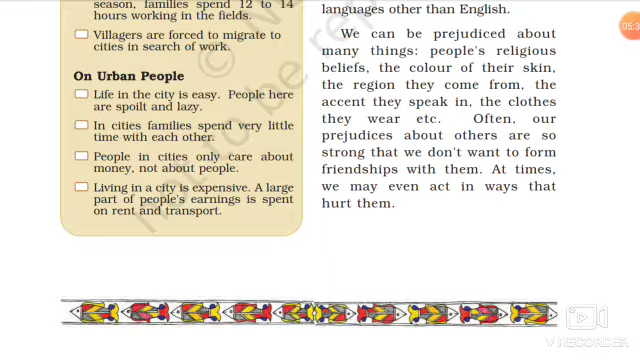 season, families spend 12 to 14
hours working in the fields.
Villagers are forced to migrate to
cities in search of work.
On Urban People
Life in the city is easy. People here
are spoilt and lazy.
In cities families spend very little
time with each other.
People in cities only care about
money, not about people.
Living in a city is expensive. A large
part of people's earnings is spent
on rent and transport.
languages other than English.
We can be prejudiced about
many things: people's religious
beliefs, the colour of their skin,
the region they come from, the
accent they speak in, the clothes
they wear etc. Often, our
prejudices about others are so
strong that we don't want to form
friendships with them. At times,
we may even act in ways that
hurt them.
not to be rep
V RECORDER